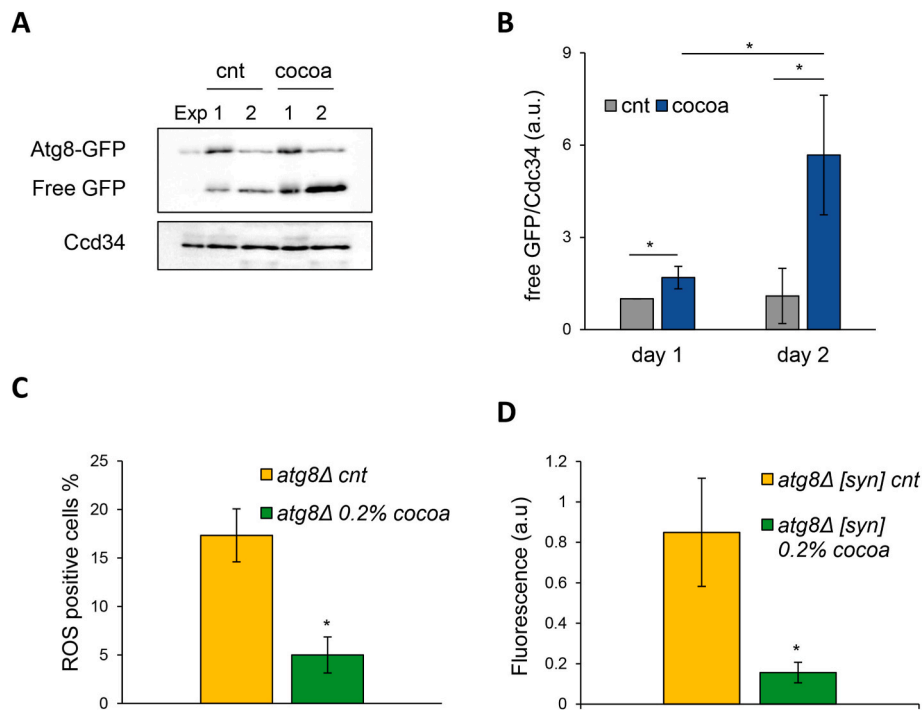 A
cnt cocoa
Exp 1 2 1 2
Atg8-GFP
Free GFP
Ccd34
B
free GFP/Cdc34 (a.u.)
9
6
3
0
* *
*
*
cnt cocoa
day 1 day 2
C
ROS positive cells %
25
20
15
10
5
0
atg8Δ cnt
atg8Δ 0.2% cocoa
*
D
Fluorescence (a.u)
1.2
1
0.8
0.6
0.4
0.2
0
atg8Δ [syn] cnt
atg8Δ [syn]
0.2% cocoa
*